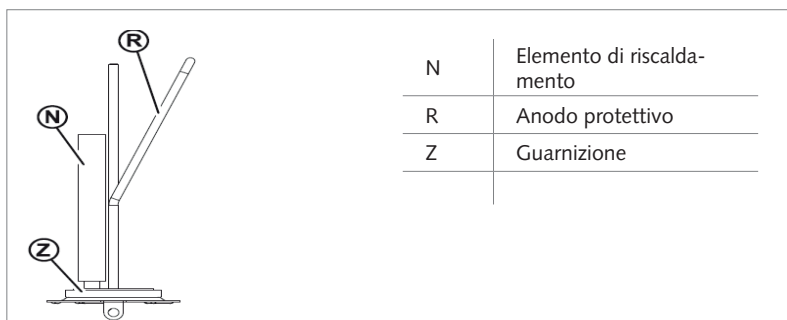 R
N
Z
N
Elemento di riscalda-
mento
R
Anodo protettivo
Z
Guarnizione